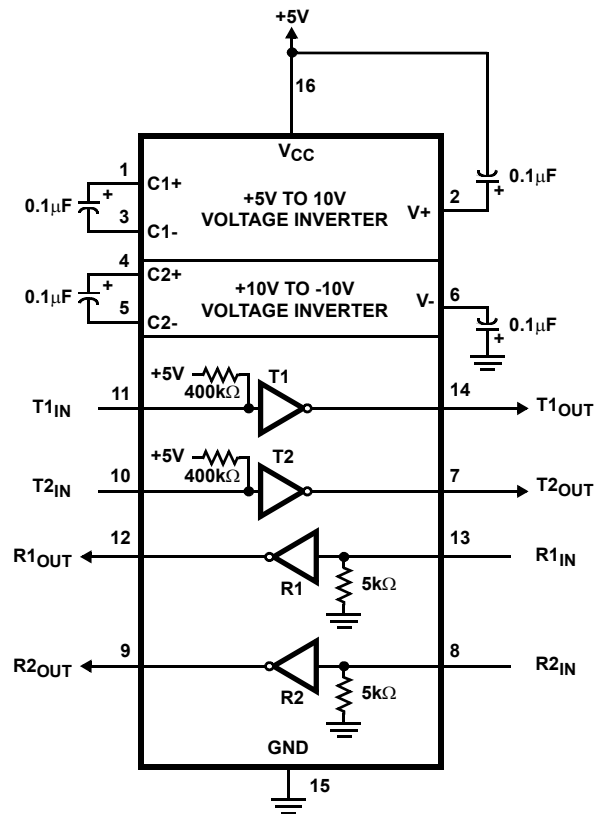 +5V
16
VCC
1
C1+
0.1μF
+
3
C1-
+5V TO 10V
VOLTAGE INVERTER
V+
2
+
0.1μF
4
C2+
0.1μF
+
5
C2-
+10V TO -10V
VOLTAGE INVERTER
V-
6
0.1μF
+
+5V
400kΩ
T1
T1IN
11
14
T1OUT
+5V
400kΩ
T2
T2IN
10
7
T2OUT
R1OUT
12
R1
13
R1IN
5kΩ
R2OUT
9
R2
8
R2IN
5kΩ
GND
15